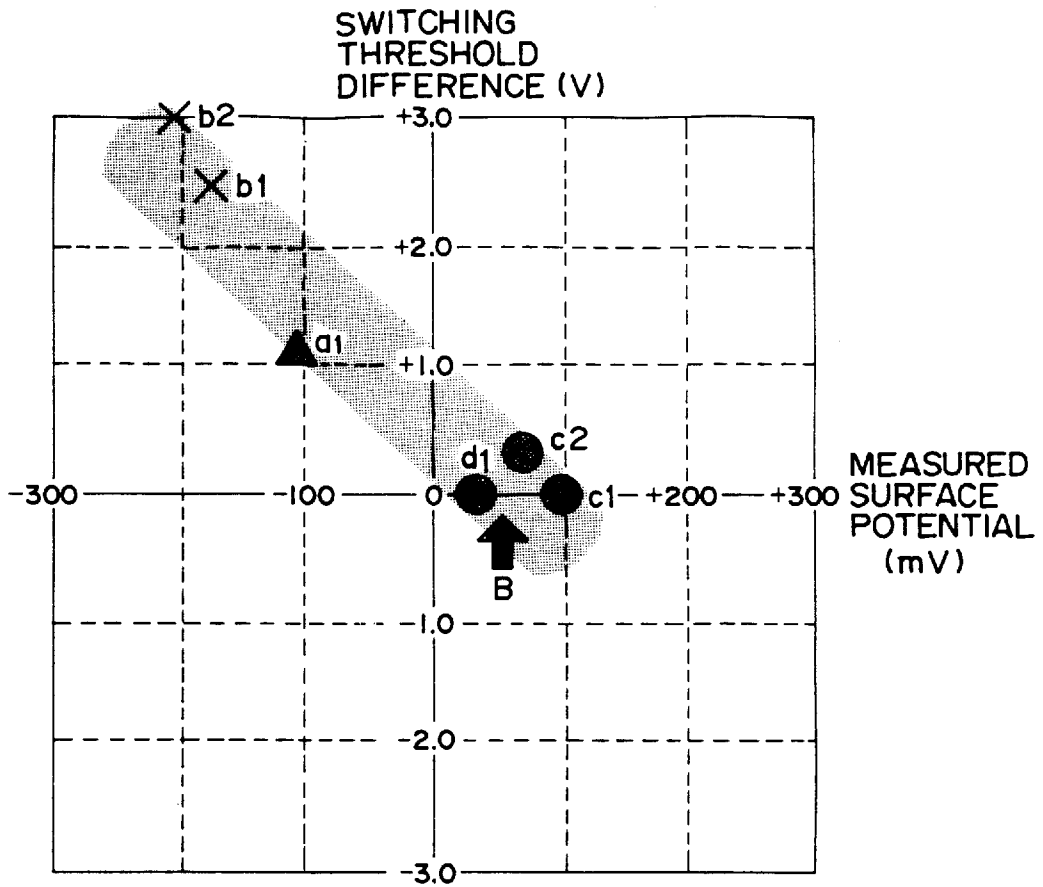 SWITCHING
THRESHOLD
DIFFERENCE (V)
+3.0
b2
b1
+2.0
a1
+1.0
c2
d1
-300
-100
0
c1
+200
+300
MEASURED
SURFACE
POTENTIAL
(mV)
B
-1.0
-2.0
-3.0